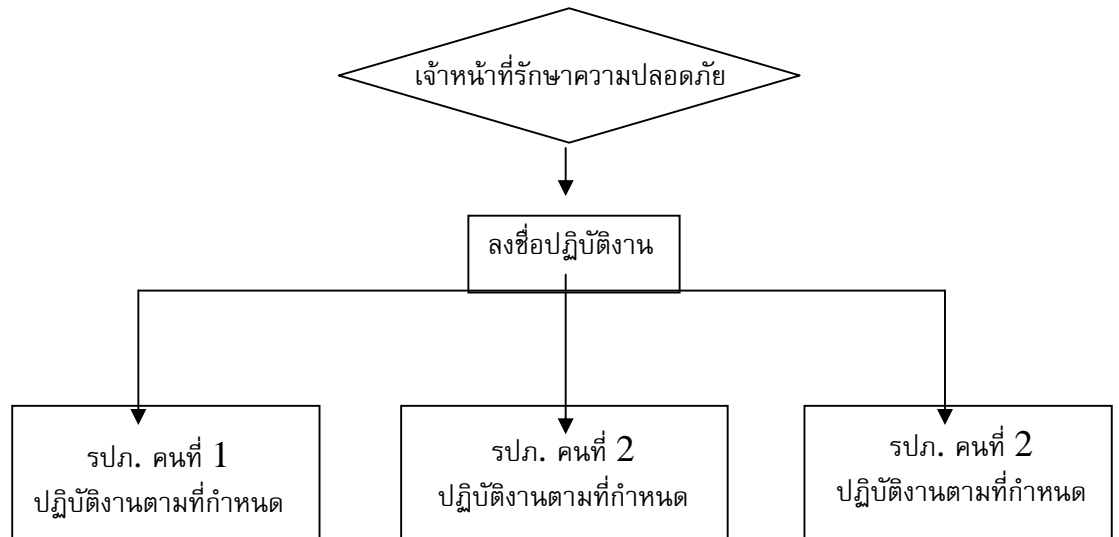 เจ้าหน้าที่รักษาความปลอดภัย
ลงชื่อปฏิบัติงาน
รปภ. คนที่ 1
ปฏิบัติงานตามที่กำหนด
รปภ. คนที่ 2
ปฏิบัติงานตามที่กำหนด
รปภ. คนที่ 2
ปฏิบัติงานตามที่กำหนด